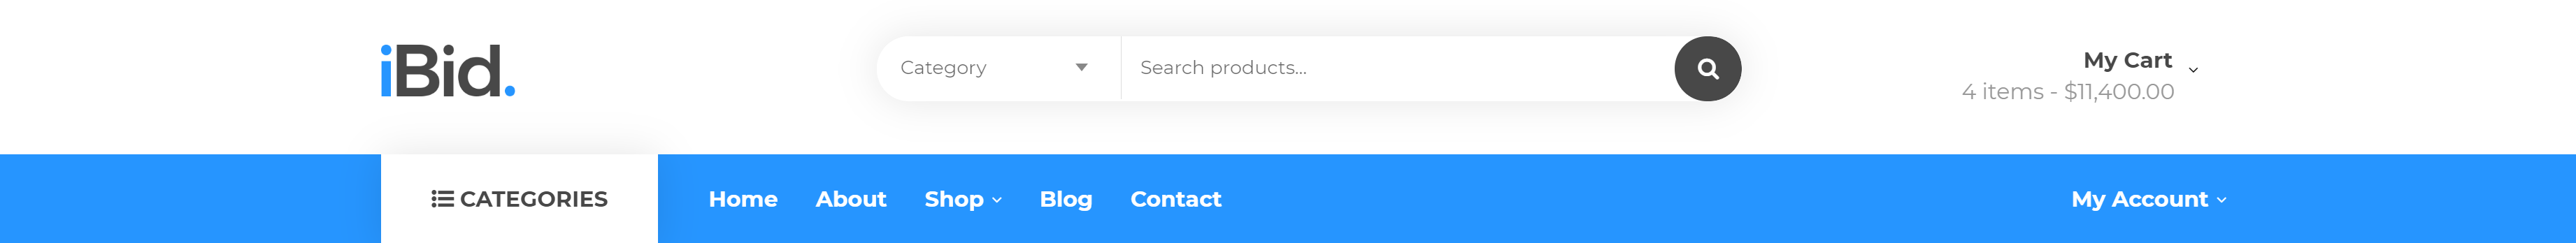 iBid.
Category
Search products...
My Cart
4 items - $11,400.00
CATEGORIES
Home About Shop Blog Contact
My Account